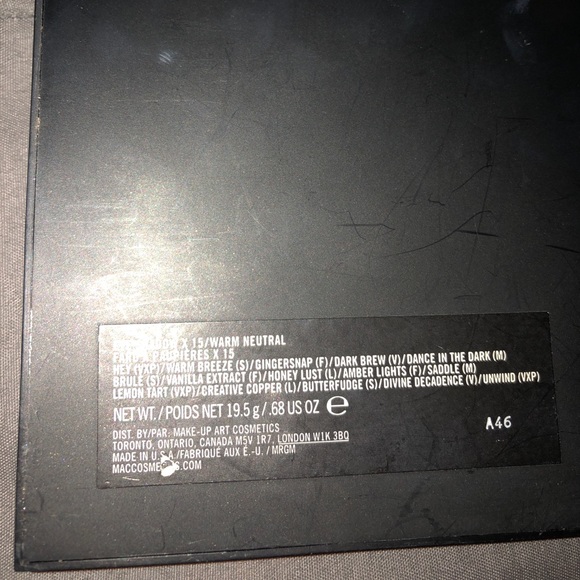 X 15/WARM NEUTRAL
FARD À PAUPIÈRES X 15
HEY (VXP)/WARM BREEZE (S)/GINGERSNAP (F)/DARK BREW (V)/DANCE IN THE DARK (M)
BRULÉ (S)/VANILLA EXTRACT (F)/HONEY LUST (L)/AMBER LIGHTS (F)/SADDLE (M)
LEMON TART (VXP)/CREATIVE COPPER (L)/BUTTERFUDGE (S)/DIVINE DECADENCE (V)/UNWIND (VXP)
NET WT./POIDS NET 19.5 g/.68 US OZ ℮
DIST. BY/PAR. MAKE-UP ART COSMETICS
TORONTO, ONTARIO, CANADA M5V 1R7, LONDON W1K 3BQ
MADE IN U.S.A./FABRIQUÉ AUX É.-U. / MRGM
MACCOSMETICS.COM
A46